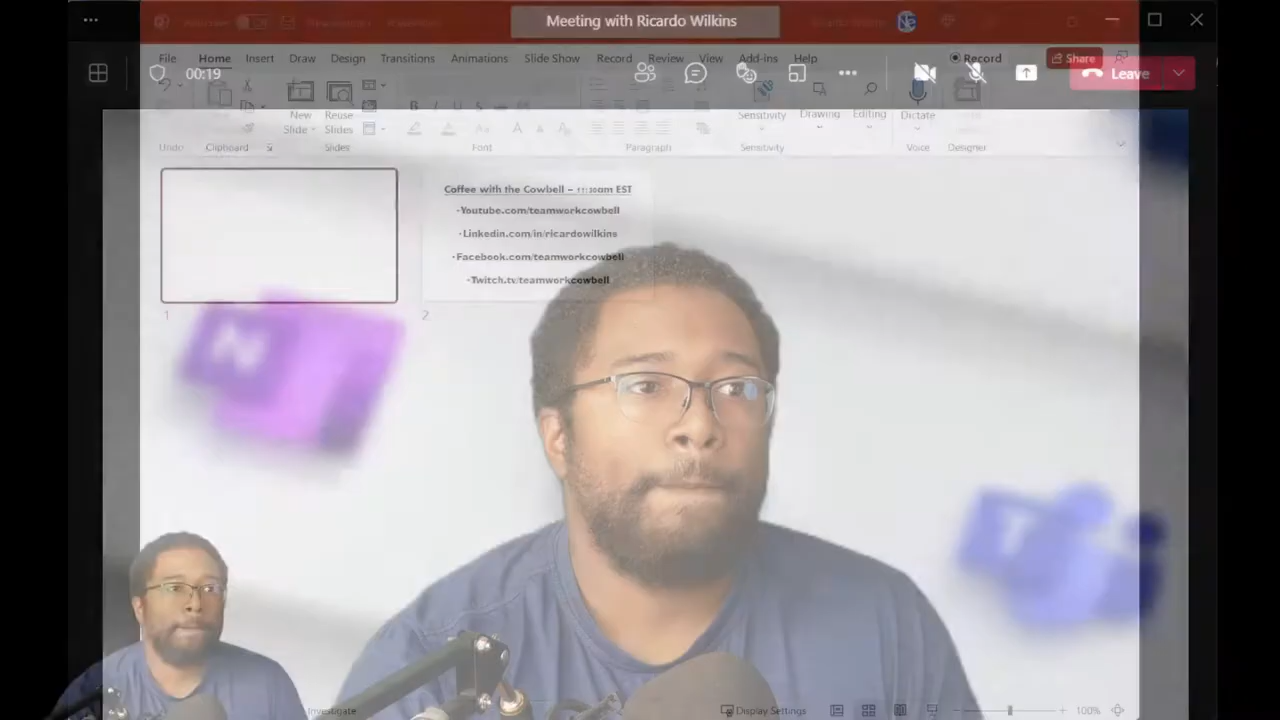 Meeting with Ricardo Wilkins
File Home Insert Draw Design Transitions Animations Slide Show Record Review View Add-ins Help Record Share
00:19
Leave
New Slide
Reuse Slides
Sensitivity
Drawing
Editing
Dictate
Undo Clipboard Slides Font Paragraph Sensitivity Voice Designer
Coffee with the Cowbell – 11:30am EST
•Youtube.com/teamworkcowbell
•Linkedin.com/in/ricardowilkins
•Facebook.com/teamworkcowbell
•Twitch.tv/teamworkcowbell
1
2
N
T
Investigate
Display Settings
100%